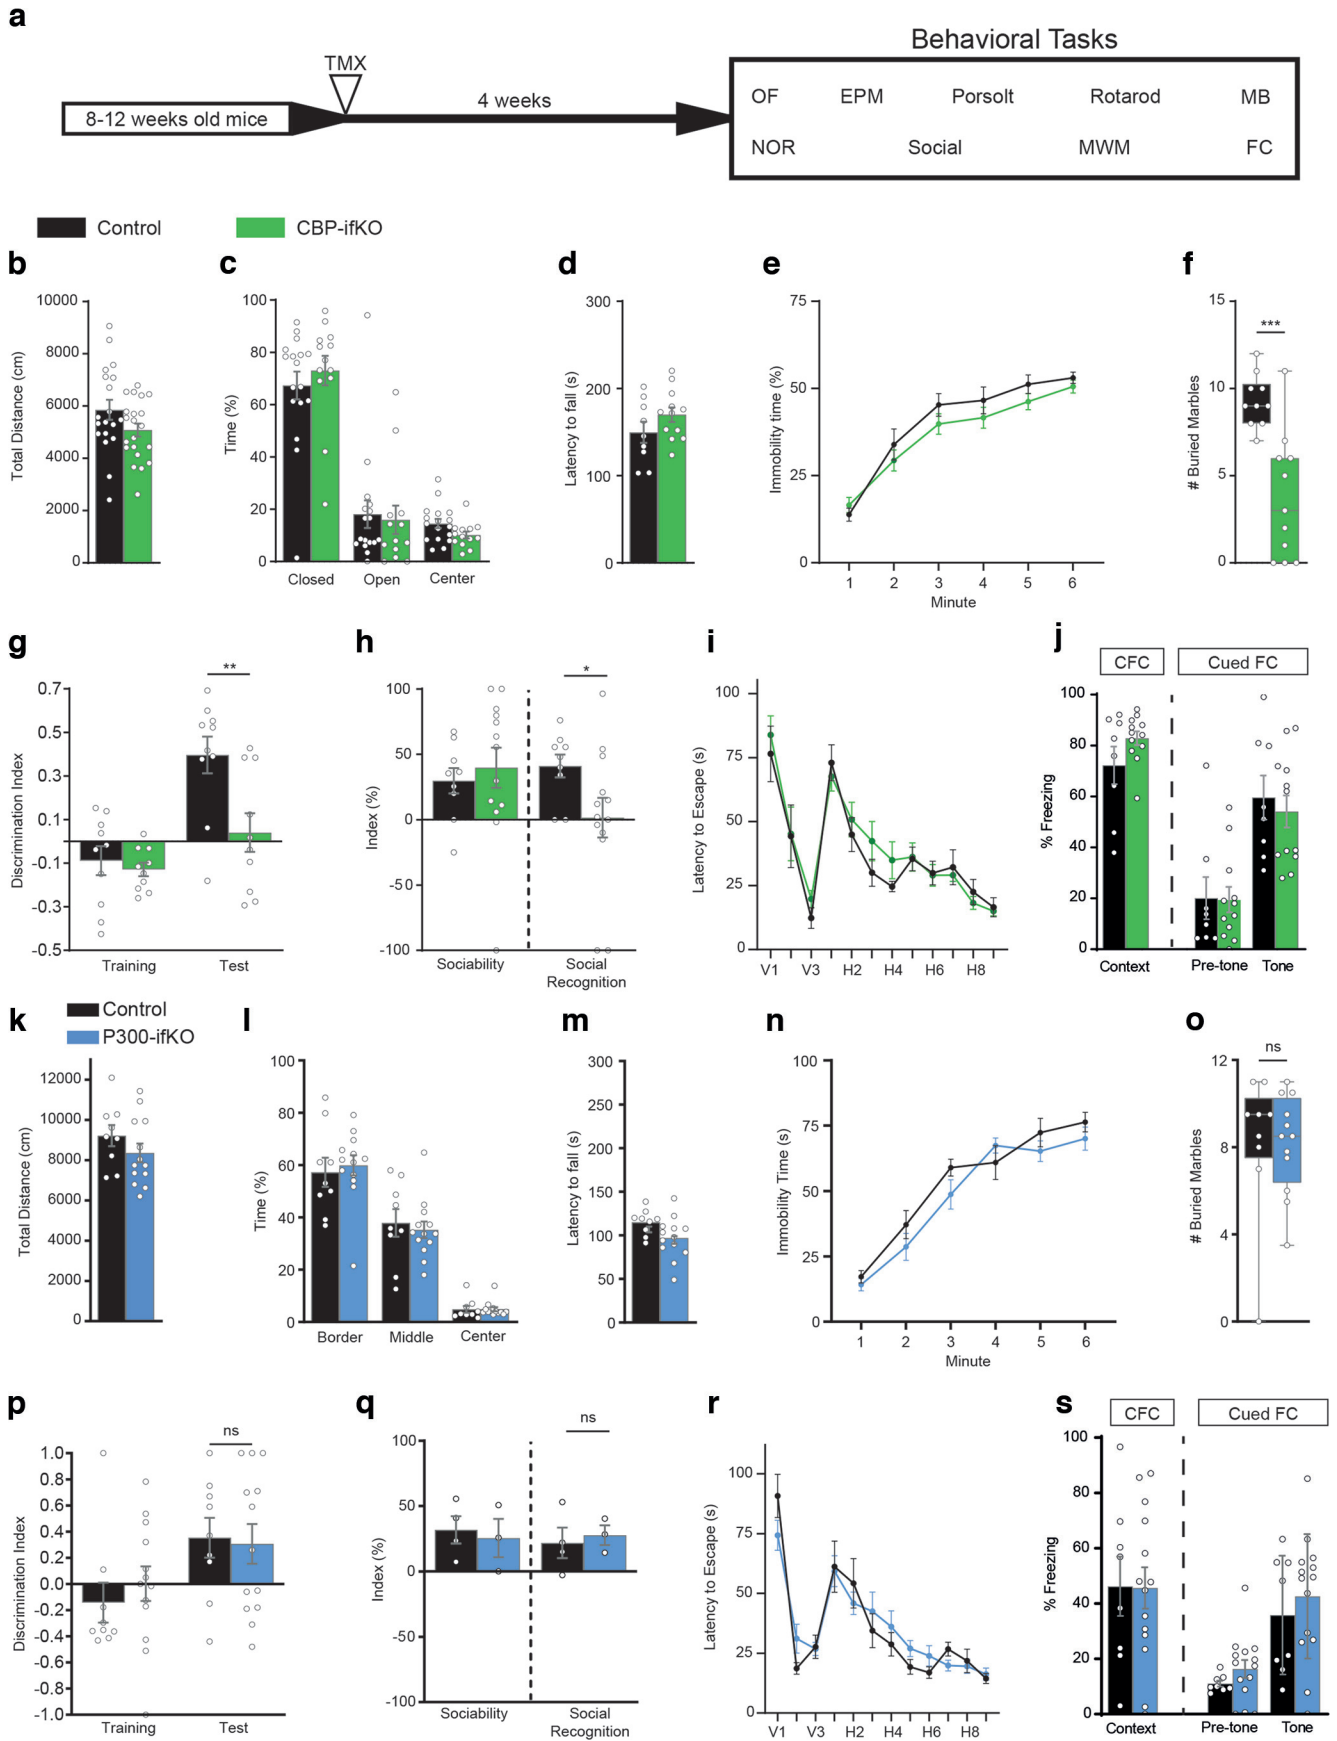 a
Behavioral Tasks
TMX
8-12 weeks old mice
4 weeks
OF EPM Porsolt Rotarod MB
NOR Social MWM FC
Control CBP-ifKO
b
Total Distance (cm)
10000
8000
6000
4000
2000
0
c
Time (%)
100
80
60
40
20
0
Closed Open Center
d
Latency to fall (s)
300
200
100
0
e
Immobility time (%)
75
50
25
0
1 2 3 4 5 6
Minute
f
# Buried Marbles
15
10
5
0
***
g
Discrimination Index
0.7
0.5
0.3
0.1
-0.1
-0.3
-0.5
**
Training Test
h
Index (%)
100
50
0
-50
-100
*
Sociability Social
Recognition
i
Latency to Escape (s)
100
75
50
25
0
V1 V3 H2 H4 H6 H8
j
CFC Cued FC
% Freezing
100
80
60
40
20
0
Context Pre-tone Tone
Control
P300-ifKO
k
Total Distance (cm)
12000
10000
8000
6000
4000
2000
0
l
Time (%)
100
80
60
40
20
0
Border Middle Center
m
Latency to fall (s)
300
250
200
150
100
50
0
n
Immobility Time (s)
100
75
50
25
0
1 2 3 4 5 6
Minute
o
# Buried Marbles
12
8
4
0
ns
p
Discrimination Index
1.0
0.8
0.6
0.4
0.2
0.0
-0.2
-0.4
-0.6
-0.8
-1.0
ns
Training Test
q
Index (%)
100
50
0
-50
-100
ns
Sociability Social
Recognition
r
Latency to Escape (s)
100
75
50
25
0
V1 V3 H2 H4 H6 H8
s
CFC Cued FC
% Freezing
100
80
60
40
20
0
Context Pre-tone Tone